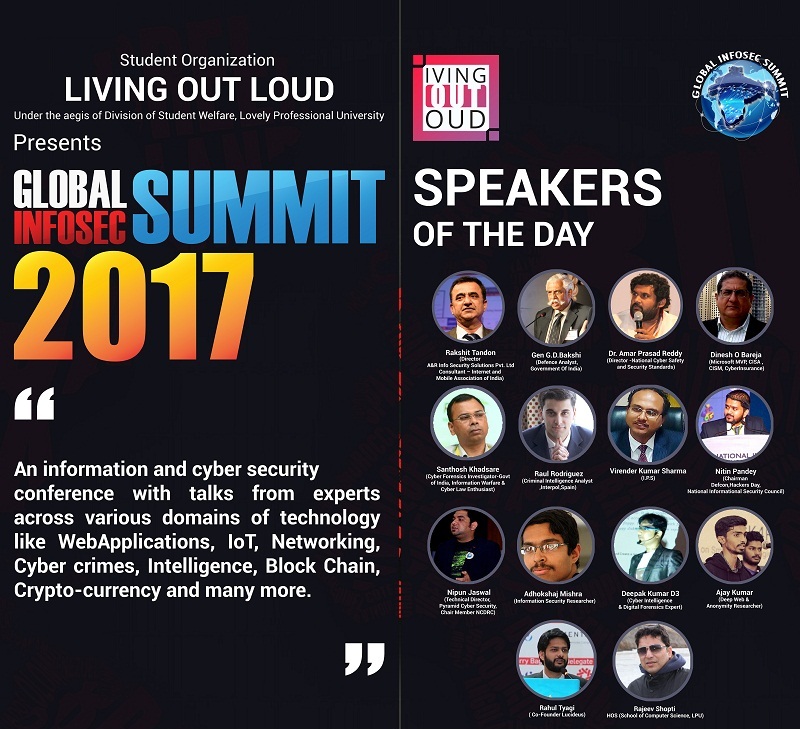 Student Organization
LIVING OUT LOUD
Under the aegis of Division of Student Welfare, Lovely Professional University
Presents
GLOBAL
INFOSEC
SUMMIT
2017
“
An information and cyber security
conference with talks from experts
across various domains of technology
like WebApplications, IoT, Networking,
Cyber crimes, Intelligence, Block Chain,
Crypto-currency and many more.
”
IVING
OUT
OUD
GLOBAL INFOSEC SUMMIT
SPEAKERS
OF THE DAY
Rakshit Tandon
(Director
A&R Info Security Solutions Pvt. Ltd
Consultant – Internet and
Mobile Association of India)
Gen G.D.Bakshi
(Defence Analyst,
Government Of India)
Dr. Amar Prasad Reddy
(Director -National Cyber Safety
and Security Standards)
Dinesh O Bareja
(Microsoft MVP, CISA ,
CISM, CyberInsurance)
Santhosh Khadsare
(Cyber Forensics Investigator-Govt
of India, Information Warfare &
Cyber Law Enthusiast)
Raul Rodriguez
(Criminal Intelligence Analyst
,Interpol,Spain)
Virender Kumar Sharma
(I.P.S)
NATIONAL
Nitin Pandey
(Chairman
Defcon,Hackers Day,
National Informational Security Council)
Nipun Jaswal
(Technical Director,
Pyramid Cyber Security,
Chair Member NCDRC)
Adhokshaj Mishra
(Information Security Researcher)
Deepak Kumar D3
(Cyber Intelligence
& Digital Forensics Expert)
Ajay Kumar
(Deep Web &
Anonymity Researcher)
Rahul Tyagi
( Co-Founder Lucideus)
Rajeev Shopti
HOS (School of Computer Science, LPU)